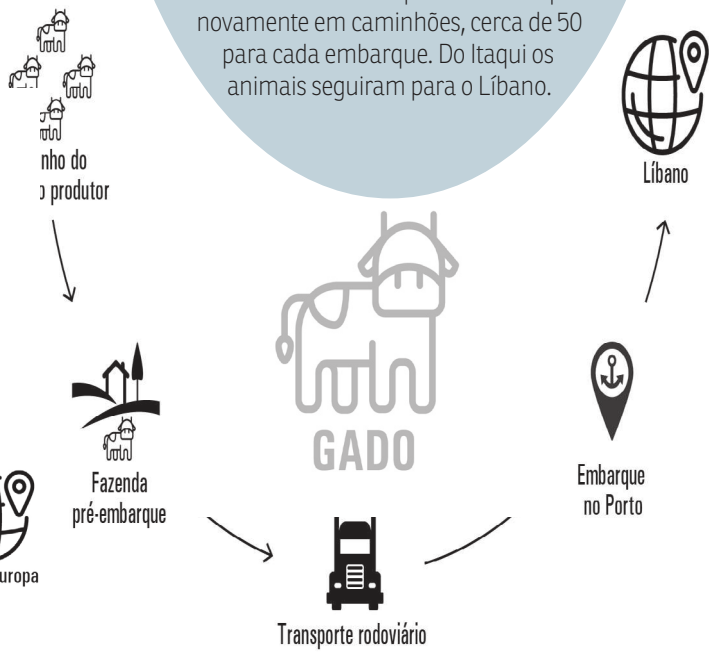 novamente em caminhões, cerca de 50
para cada embarque. Do Itaqui os
animais seguiram para o Líbano.
nho do
produtor
Líbano
GADO
Fazenda
pré-embarque
Embarque
no Porto
uropa
Transporte rodoviário